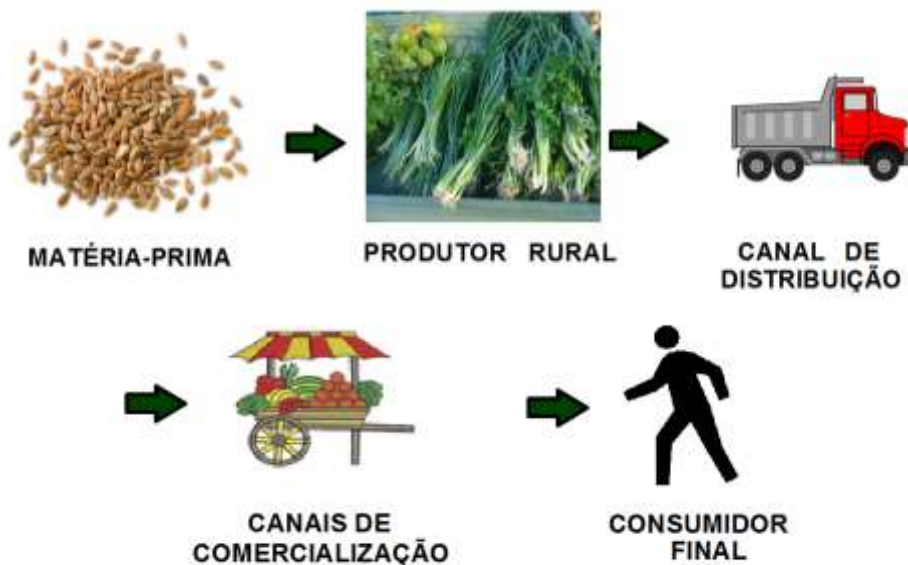 MATÉRIA-PRIMA
PRODUTOR RURAL
CANAL DE
DISTRIBUIÇÃO
CANAIS DE
COMERCIALIZAÇÃO
CONSUMIDOR
FINAL